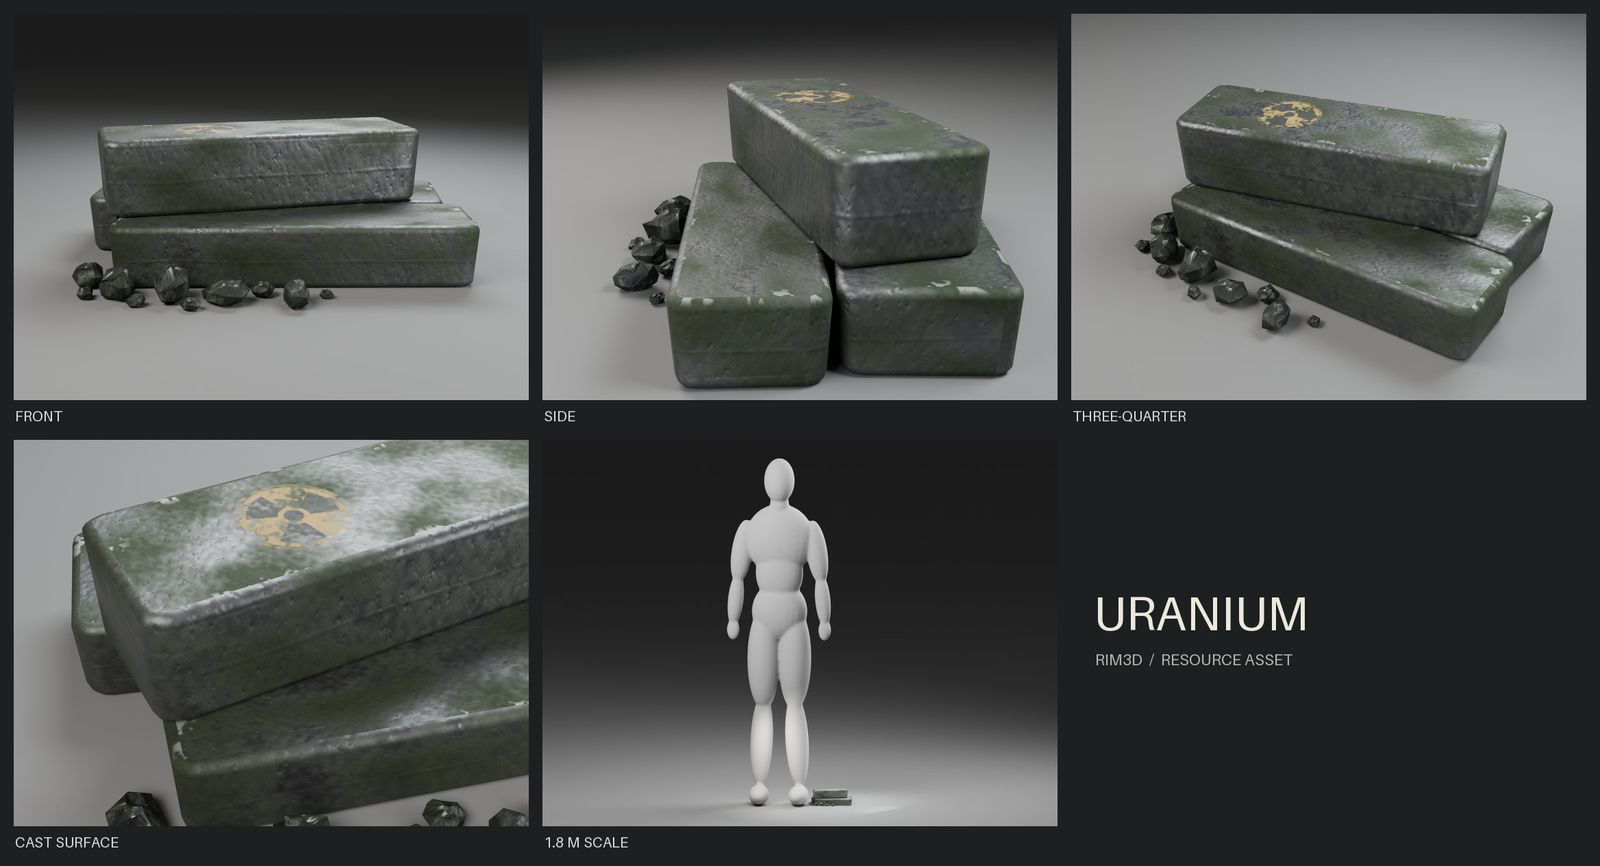 FRONT
SIDE
THREE-QUARTER
CAST SURFACE
1.8 M SCALE
URANIUM
RIM3D / RESOURCE ASSET